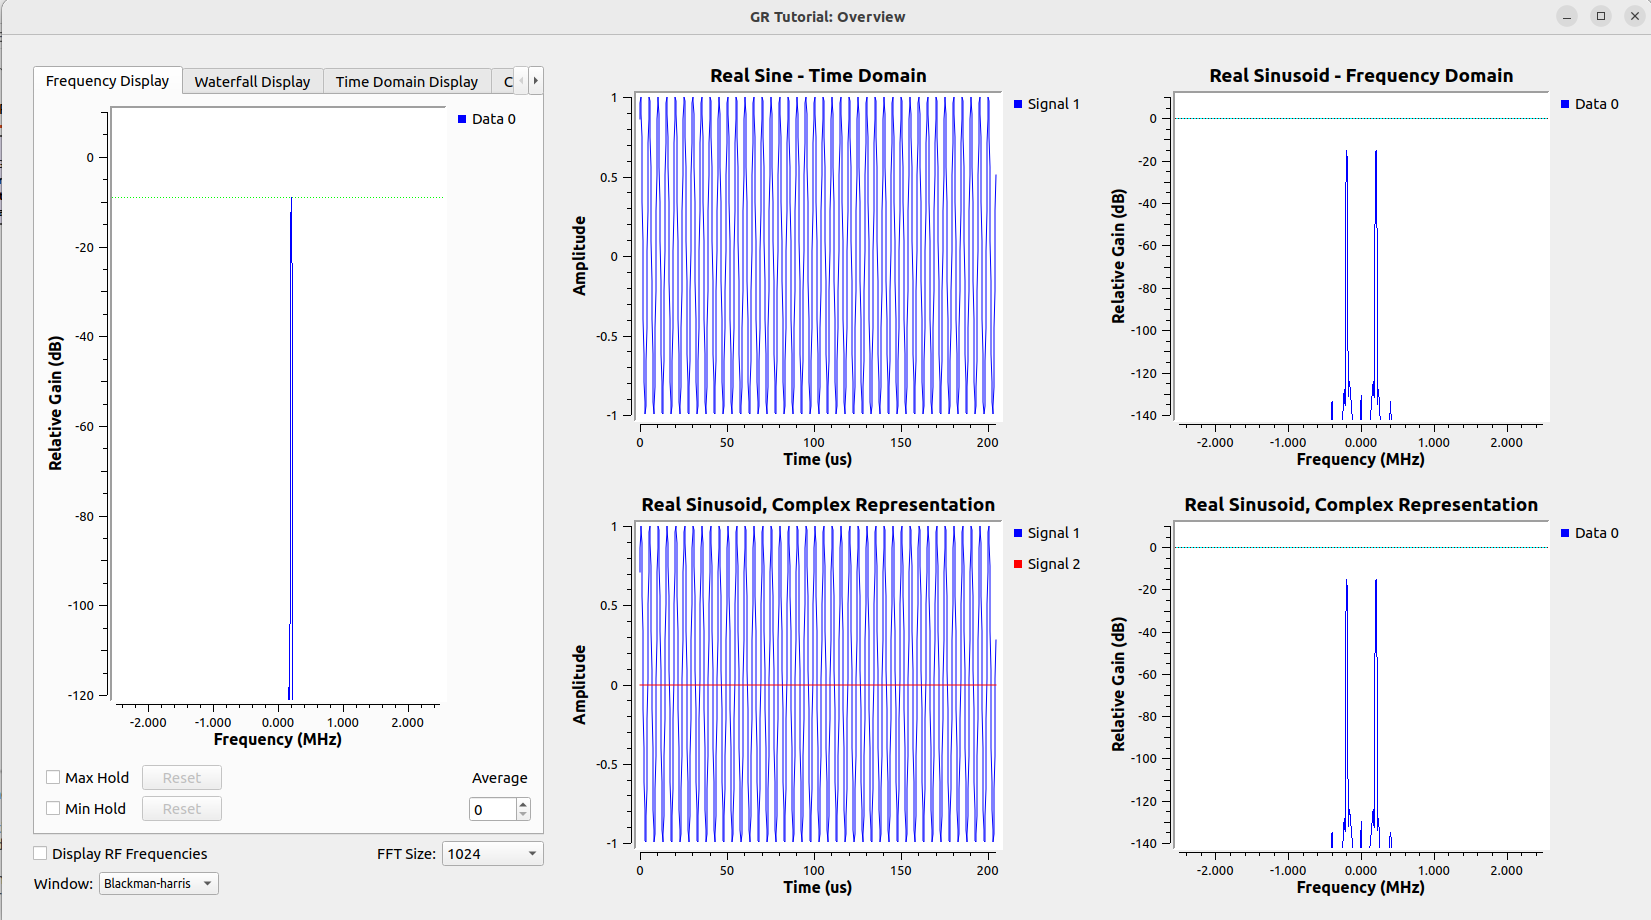 GR Tutorial: Overview
Frequency Display
Waterfall Display
Time Domain Display
C
Data 0
0
-20
-40
-60
-80
-100
-120
Relative Gain (dB)
-2.000 -1.000 0.000 1.000 2.000
Frequency (MHz)
Max Hold Reset Average
Min Hold Reset 0
Display RF Frequencies FFT Size: 1024
Window: Blackman-harris
Real Sine - Time Domain
Signal 1
1
0.5
0
-0.5
-1
Amplitude
0 50 100 150 200
Time (us)
Real Sinusoid - Frequency Domain
Data 0
0
-20
-40
-60
-80
-100
-120
-140
Relative Gain (dB)
-2.000 -1.000 0.000 1.000 2.000
Frequency (MHz)
Real Sinusoid, Complex Representation
Signal 1
Signal 2
1
0.5
0
-0.5
-1
Amplitude
0 50 100 150 200
Time (us)
Real Sinusoid, Complex Representation
Data 0
0
-20
-40
-60
-80
-100
-120
-140
Relative Gain (dB)
-2.000 -1.000 0.000 1.000 2.000
Frequency (MHz)